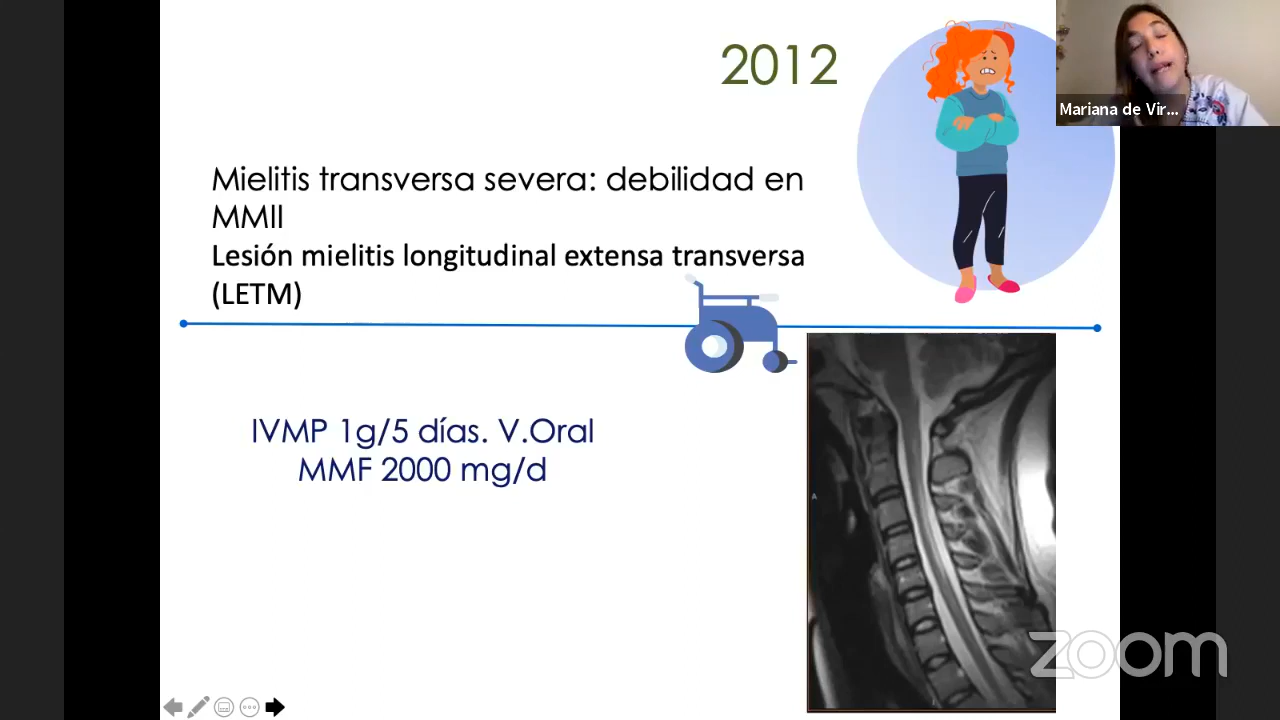 2012
Mariana de Vir...
Mielitis transversa severa: debilidad en
MMII
Lesión mielitis longitudinal extensa transversa
(LETM)
IVMP 1g/5 días. V.Oral
MMF 2000 mg/d
A
zoom